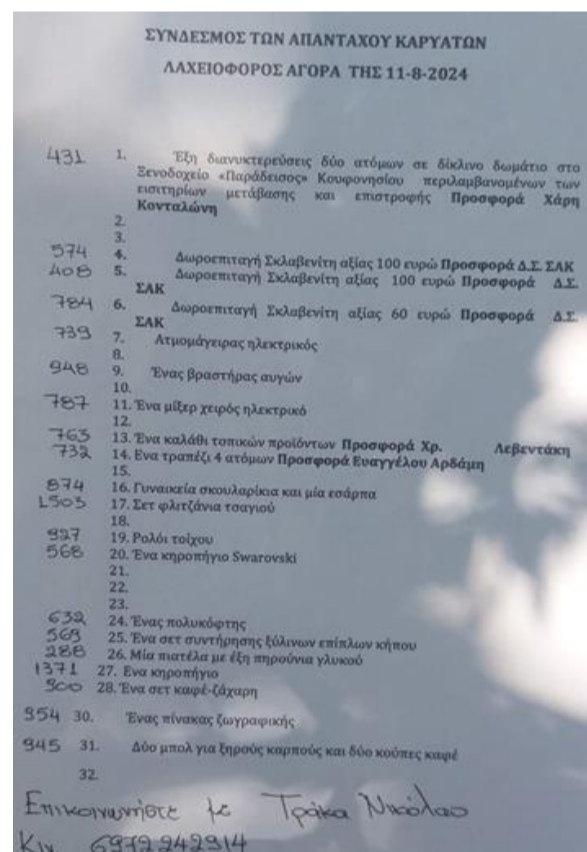 ΣΥΝΔΕΣΜΟΣ ΤΩΝ ΑΠΑΝΤΑΧΟΥ ΚΑΡΥΑΤΩΝ
ΛΑΧΕΙΟΦΟΡΟΣ ΑΓΟΡΑ ΤΗΣ 11-8-2024
431 1. Έξη διανυκτερεύσεις δύο ατόμων σε δίκλινο δωμάτιο στο
Ξενοδοχείο «Παράδεισος» Κουφονησίου περιλαμβανομένων των
εισιτηρίων μετάβασης και επιστροφής Προσφορά Χάρη
Κονταλώνη
2.
3.
574 4. Δωροεπιταγή Σκλαβενίτη αξίας 100 ευρώ Προσφορά Δ.Σ. ΣΑΚ
408 5. Δωροεπιταγή Σκλαβενίτη αξίας 100 ευρώ Προσφορά Δ.Σ.
ΣΑΚ
784 6. Δωροεπιταγή Σκλαβενίτη αξίας 60 ευρώ Προσφορά Δ.Σ.
ΣΑΚ
739 7. Ατμομάγειρας ηλεκτρικός
8.
948 9. Ένας βραστήρας αυγών
10.
787 11. Ένα μίξερ χειρός ηλεκτρικό
12.
763 13. Ένα καλάθι τοπικών προϊόντων Προσφορά Χρ. Λεβεντάκη
732 14. Ένα τραπέζι 4 ατόμων Προσφορά Ευαγγέλου Αρδάμη
15.
874 16. Γυναικεία σκουλαρίκια και μία εσάρπα
1503 17. Σετ φλιτζάνια τσαγιού
18.
927 19. Ρολόι τοίχου
568 20. Ένα κηροπήγιο Swarovski
21.
22.
23.
632 24. Ένας πολυκόφτης
569 25. Ένα σετ συντήρησης ξύλινων επίπλων κήπου
288 26. Μία πιατέλα με έξη πηρούνια γλυκού
1371 27. Ενα κηροπήγιο
900 28. Ένα σετ καφέ-ζάχαρη
954 30. Ένας πίνακας ζωγραφικής
945 31. Δύο μπολ για ξηρούς καρπούς και δύο κούπες καφέ
32.
Επικοινωνήστε με Τράκα Νικόλαο
Κιν. 6972242914